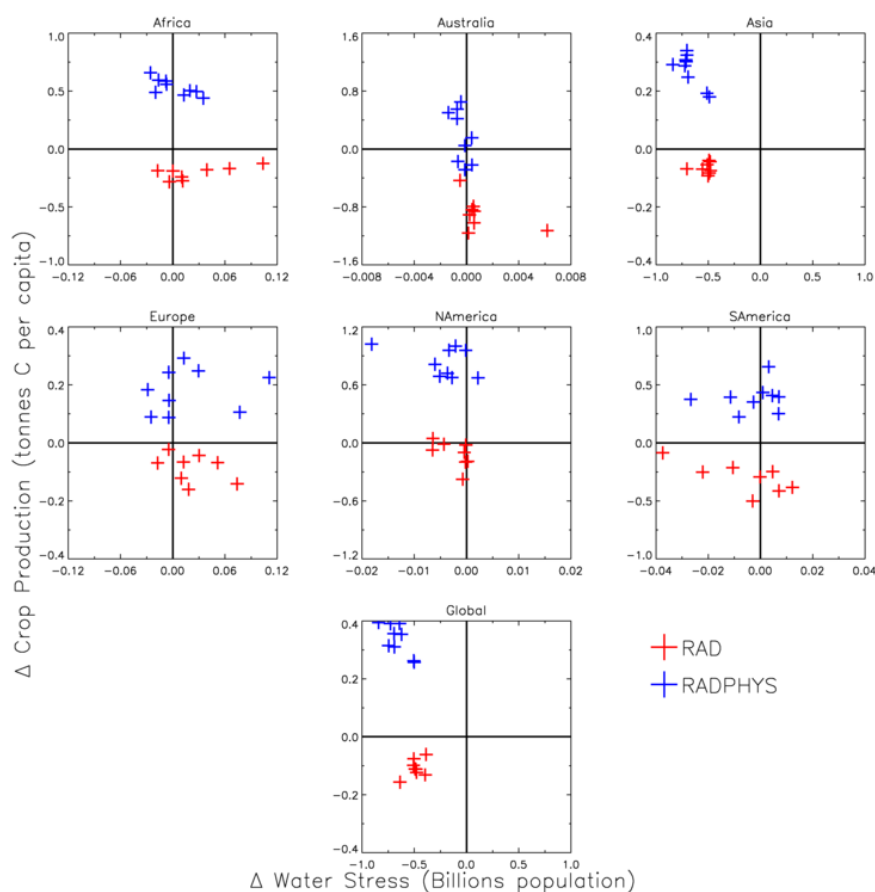 Africa Australia Asia
1.0 1.6 0.4
0.5 0.8 0.2
0.0 0.0 0.0
0.5 -0.8 0.2
-1.0 -1.6 -0.4
-0.12 -0.06 0.00 0.06 0.12 -0.008 -0.004 0.000 0.004 0.008 -1.0 -0.5 0.0 0.5 1.0
Europe NAmerica SAmerica
0.4 1.2 1.0
0.2 0.6 0.5
0.0 0.0 0.0
-0.2 -0.6 -0.5
-0.4 -1.2 -1.0
-0.12 -0.06 0.00 0.06 0.12 -0.02 -0.01 0.00 0.01 0.02 -0.04 -0.02 0.00 0.02 0.04
Δ Crop Production (tonnes C per capita)
Global
0.4
0.2
0.0
-0.2
0.4
-1.0 -0.5 0.0 0.5 1.0
RAD
RADPHYS
Δ Water Stress (Billions population)